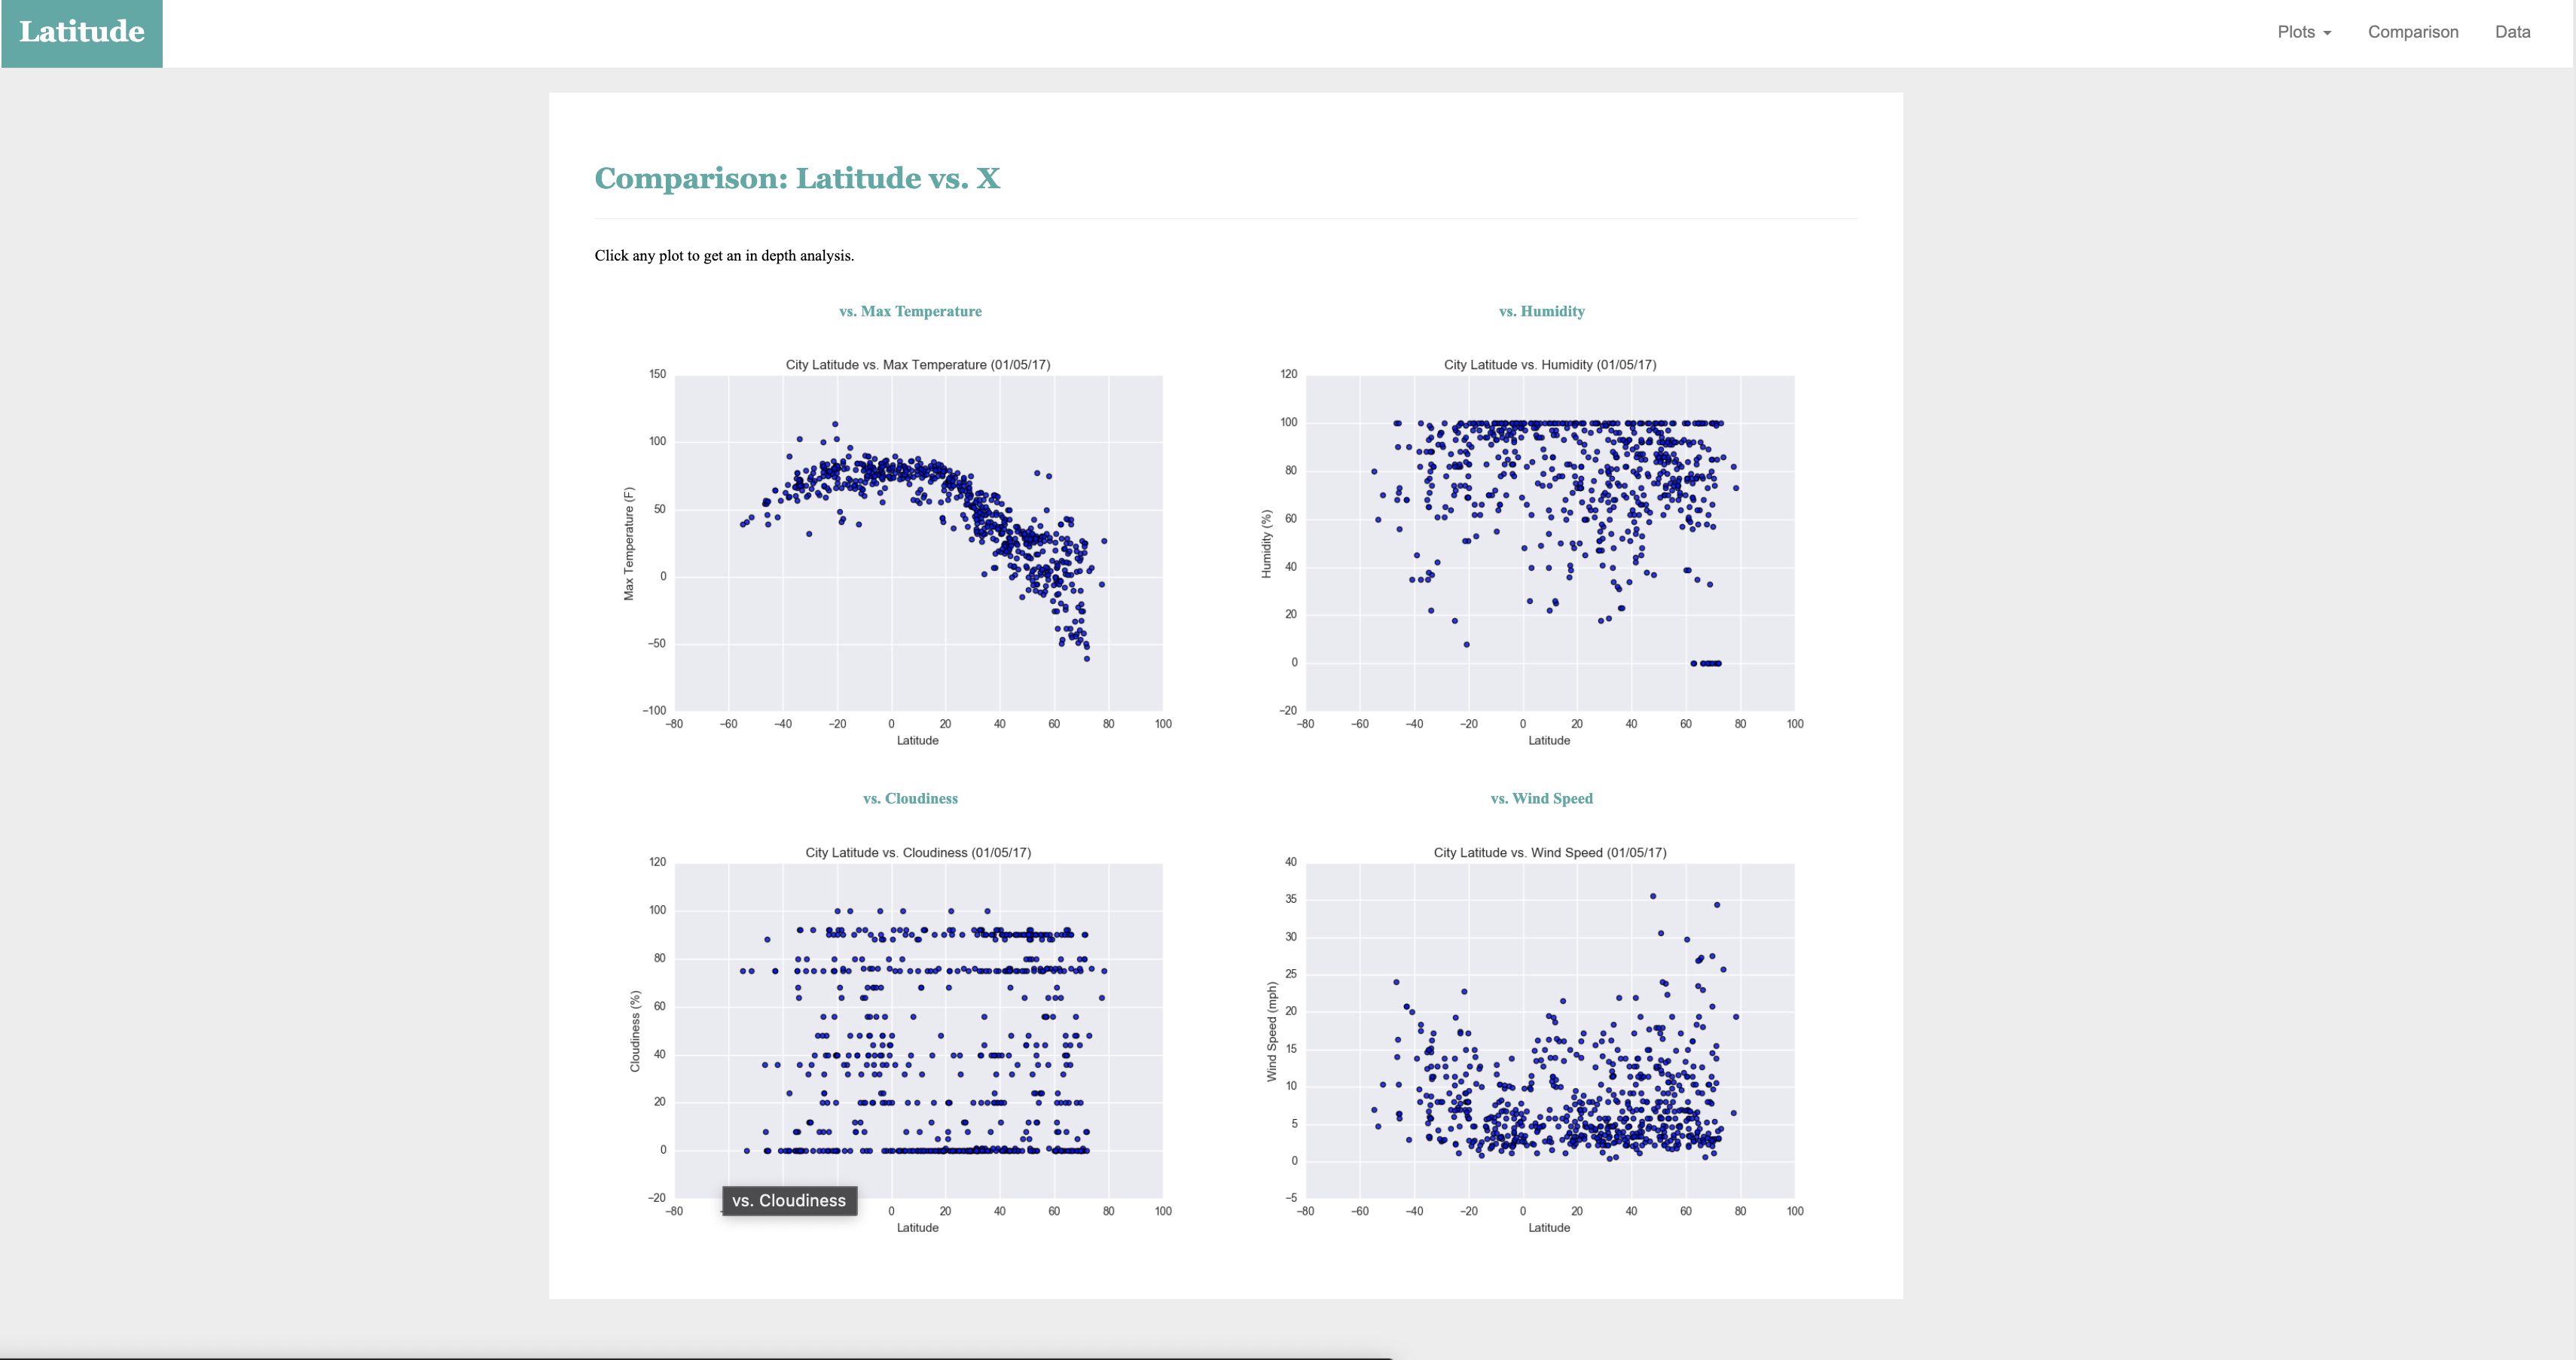 Latitude
Plots
Comparison
Data
Comparison: Latitude vs. X
Click any plot to get an in depth analysis.
vs. Max Temperature
City Latitude vs. Max Temperature (01/05/17)
150
100
50
0
−50
−100
Max Temperature (F)
−80 −60 −40 −20 0 20 40 60 80 100
Latitude
vs. Humidity
City Latitude vs. Humidity (01/05/17)
120
100
80
60
40
20
0
−20
Humidity (%)
−80 −60 −40 −20 0 20 40 60 80 100
Latitude
vs. Cloudiness
City Latitude vs. Cloudiness (01/05/17)
120
100
80
60
40
20
0
−20
Cloudiness (%)
vs. Cloudiness
−80 0 20 40 60 80 100
Latitude
vs. Wind Speed
City Latitude vs. Wind Speed (01/05/17)
40
35
30
25
20
15
10
5
0
−5
Wind Speed (mph)
−80 −60 −40 −20 0 20 40 60 80 100
Latitude